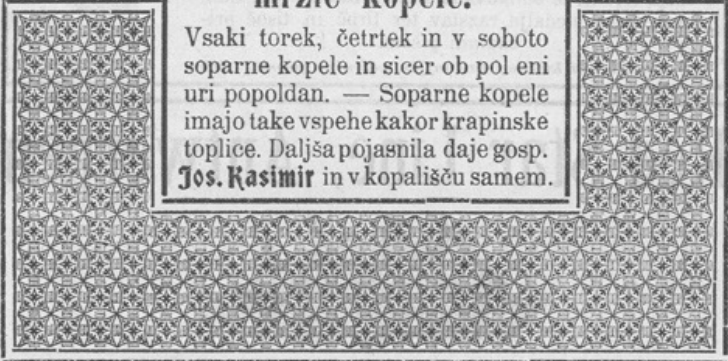 mrzle kopele.
Vsaki torek, četrtek in v soboto
soparne kopele in sicer ob pol eni
uri popoldan. — Soparne kopele
imajo take vspehe kakor krapinske
toplice. Daljša pojasnila daje gosp.
Jos. Kasimir in v kopališču samem.